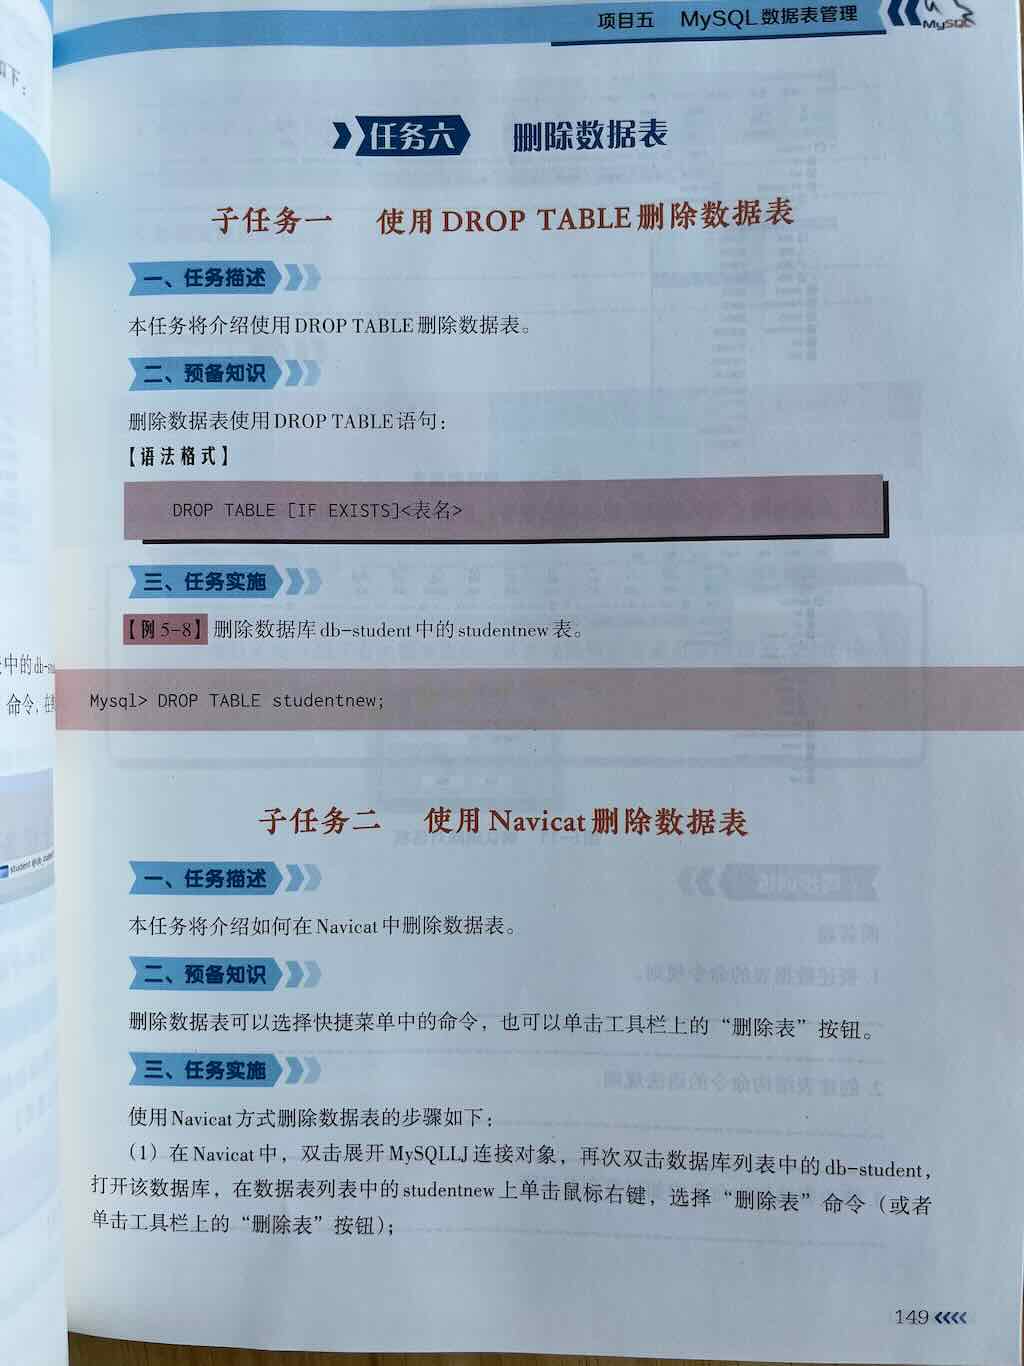 项目五 MySQL数据表管理
MySQL
任务六 删除数据表
子任务一 使用DROP TABLE删除数据表
一、任务描述
本任务将介绍使用DROP TABLE删除数据表。
二、预备知识
删除数据表使用DROP TABLE语句：
【语法格式】
DROP TABLE [IF EXISTS]<表名>
三、任务实施
【例5-8】删除数据库db-student中的studentnew表。
Mysql> DROP TABLE studentnew;
子任务二 使用Navicat删除数据表
一、任务描述
本任务将介绍如何在Navicat中删除数据表。
二、预备知识
删除数据表可以选择快捷菜单中的命令，也可以单击工具栏上的“删除表”按钮。
三、任务实施
使用Navicat方式删除数据表的步骤如下：
（1）在Navicat中，双击展开MySQLLJ连接对象，再次双击数据库列表中的db-student，
打开该数据库，在数据表列表中的studentnew上单击鼠标右键，选择“删除表”命令（或者
单击工具栏上的“删除表”按钮）；
149